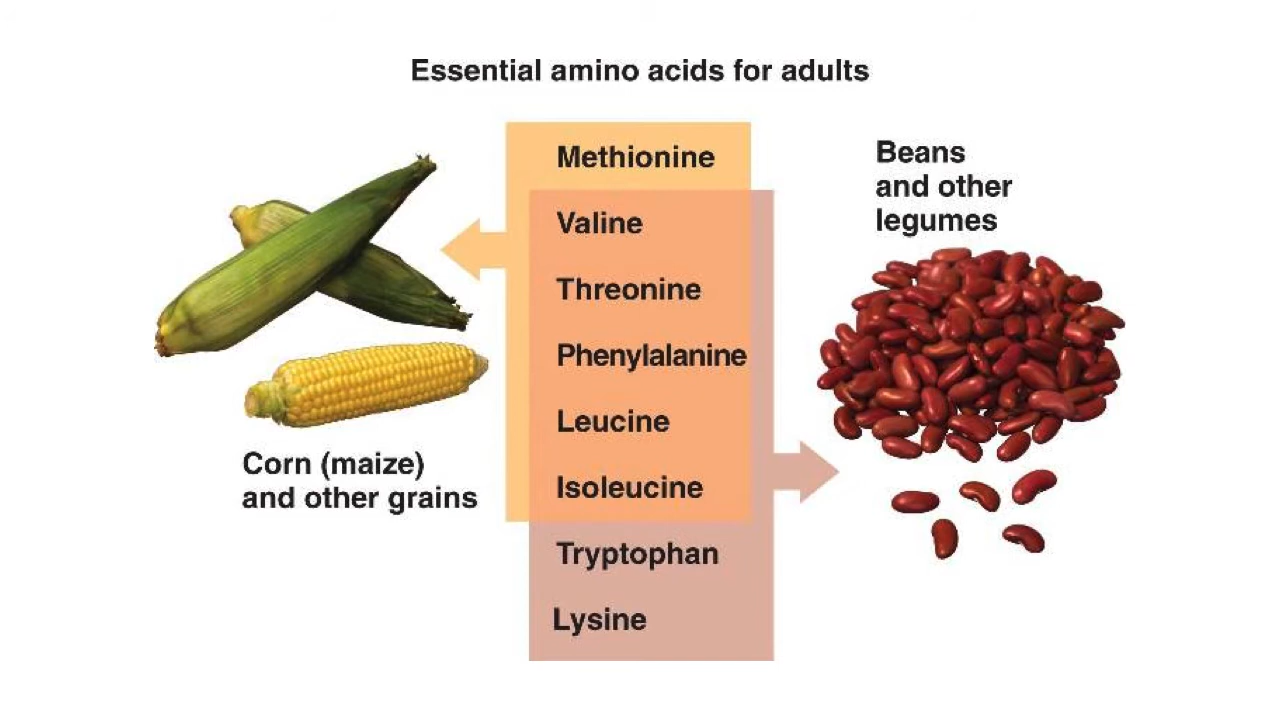 Essential amino acids for adults
Methionine
Valine
Threonine
Phenylalanine
Leucine
Isoleucine
Tryptophan
Lysine
Corn (maize)
and other grains
Beans
and other
legumes